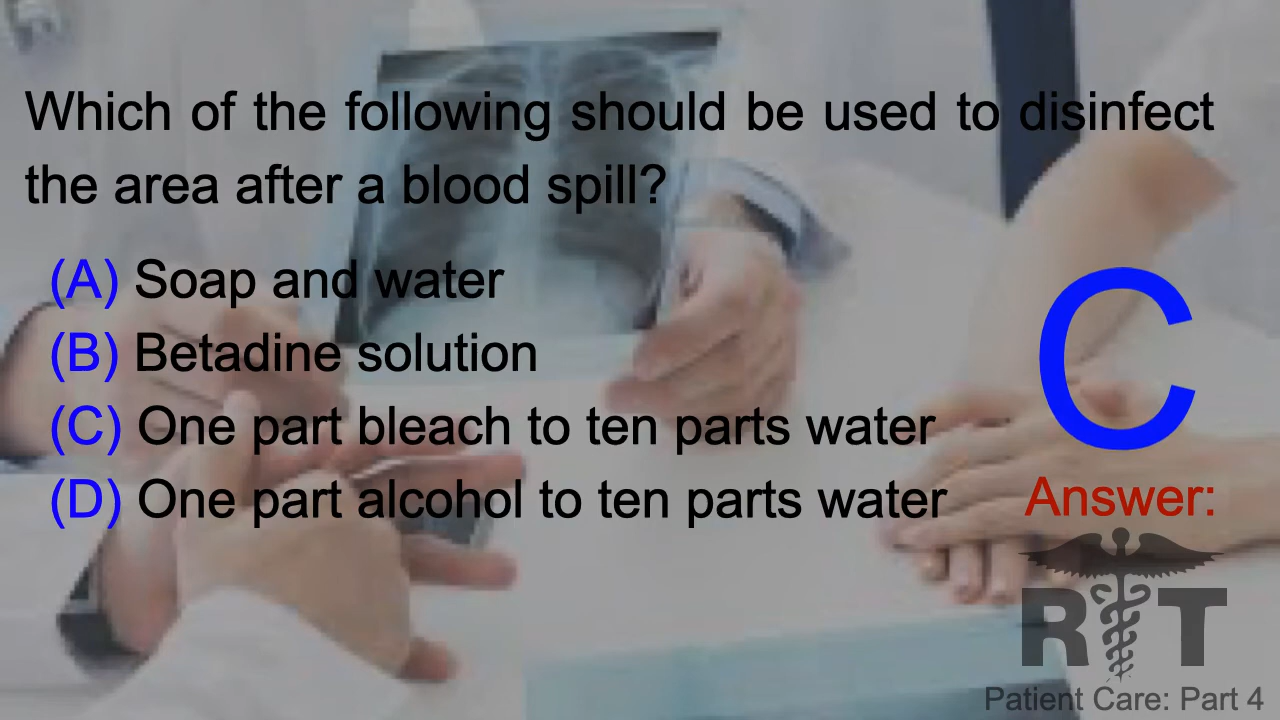 Which of the following should be used to disinfect
the area after a blood spill?
(A) Soap and water
(B) Betadine solution
(C) One part bleach to ten parts water
(D) One part alcohol to ten parts water
C
Answer:
R T
Patient Care: Part 4